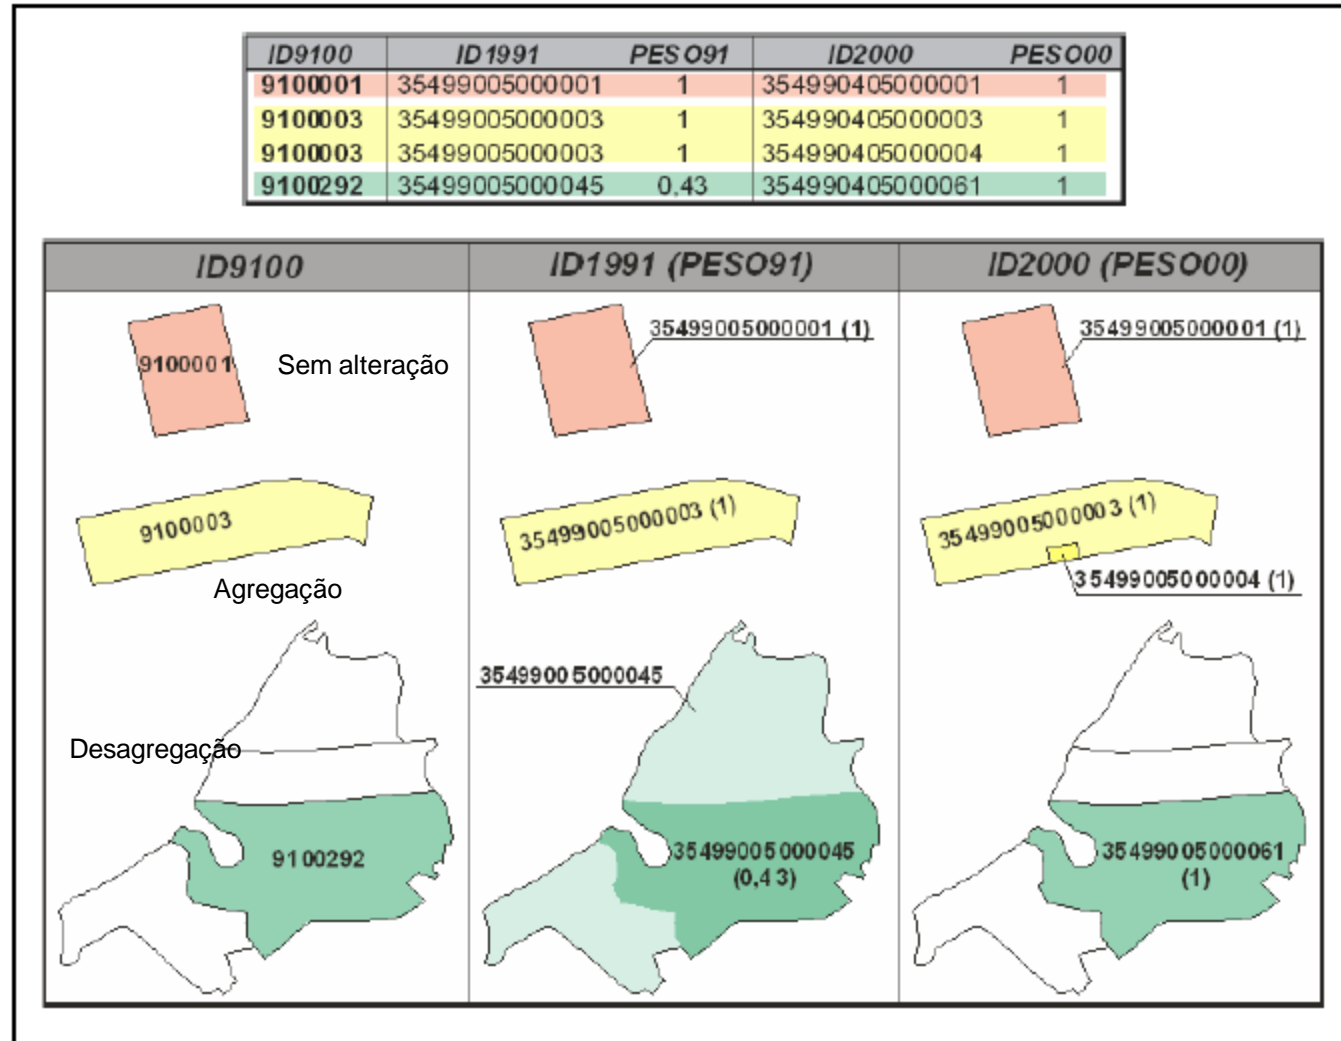 ID9100 ID1991 PESO91 ID2000 PESO00
9100001 35499005000001 1 354990405000001 1
9100003 35499005000003 1 354990405000003 1
9100003 35499005000003 1 354990405000004 1
9100292 35499005000045 0,43 354990405000061 1
ID9100 ID1991 (PESO91) ID2000 (PESO00)
35499005000001 (1) 35499005000001 (1)
9100001 Sem alteração
9100003 35499005000003 (1) 35499005000003 (1)
35499005000004 (1)
Agregação
35499005000045
Desagregação
9100292 35499005000045 35499005000061
(0,43) (1)